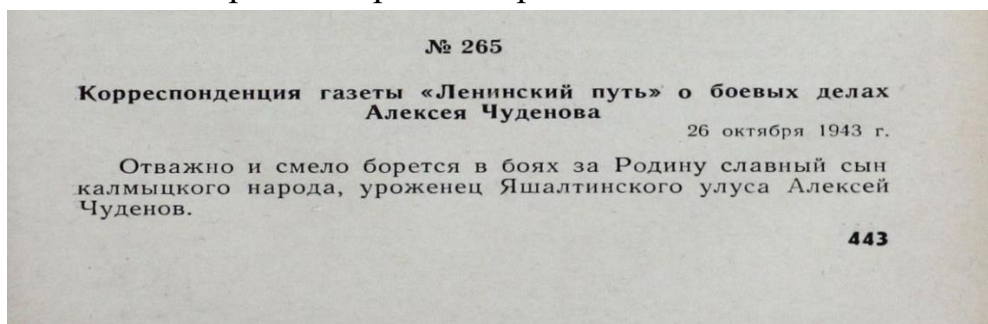 № 265
Корреспонденция газеты «Ленинский путь» о боевых делах
Алексея Чуденова
26 октября 1943 г.
Отважно и смело борется в боях за Родину славный сын
калмыцкого народа, уроженец Яшалтинского улуса Алексей
Чуденов.
443